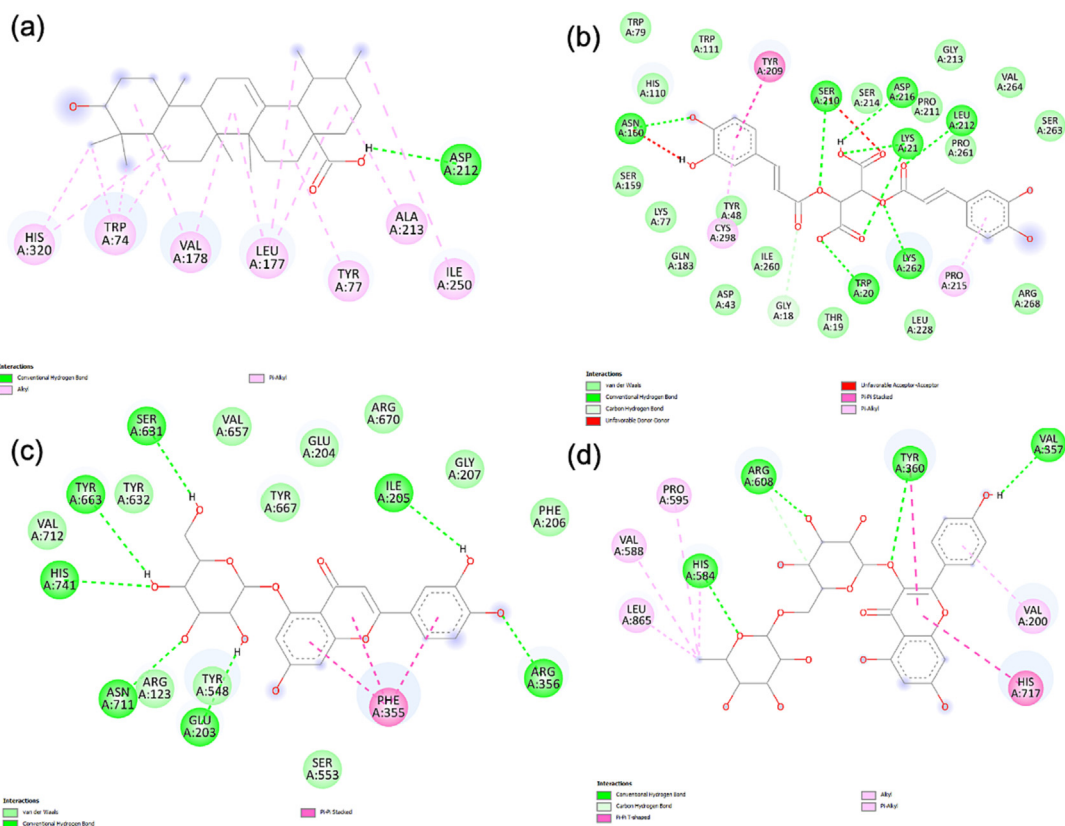 (a)
ASP
A:212
HIS
A:320
TRP
A:74
VAL
A:178
LEU
A:177
TYR
A:77
ALA
A:213
ILE
A:250
O
H
O
O
Interactions
Conventional Hydrogen Bond
Alkyl
Pi-Alkyl
(b)
TRP
A:79
TRP
A:111
TYR
A:209
GLY
A:213
HIS
A:110
SER
A:210
SER
A:214
ASP
A:216
PRO
A:211
VAL
A:264
ASN
A:160
LEU
A:212
SER
A:263
LYS
A:21
PRO
A:261
SER
A:159
LYS
A:77
TYR
A:48
CYS
A:298
GLN
A:183
ILE
A:260
LYS
A:262
ASP
A:43
GLY
A:18
TRP
A:20
PRO
A:215
THR
A:19
LEU
A:228
ARG
A:268
Interactions
van der Waals
Conventional Hydrogen Bond
Carbon Hydrogen Bond
Unfavorable Donor-Donor
Unfavorable Acceptor-Acceptor
Pi-Pi Stacked
Pi-Alkyl
(c)
SER
A:631
VAL
A:657
ARG
A:670
GLU
A:204
TYR
A:663
TYR
A:632
TYR
A:667
ILE
A:205
GLY
A:207
VAL
A:712
PHE
A:206
HIS
A:741
ASN
A:711
ARG
A:123
TYR
A:548
GLU
A:203
PHE
A:355
ARG
A:356
SER
A:553
Interactions
van der Waals
Conventional Hydrogen Bond
Pi-Pi Stacked
(d)
VAL
A:357
TYR
A:360
ARG
A:608
PRO
A:595
VAL
A:588
HIS
A:584
LEU
A:865
VAL
A:200
HIS
A:717
Interactions
Conventional Hydrogen Bond
Carbon Hydrogen Bond
Pi-Pi T-shaped
Alkyl
Pi-Alkyl